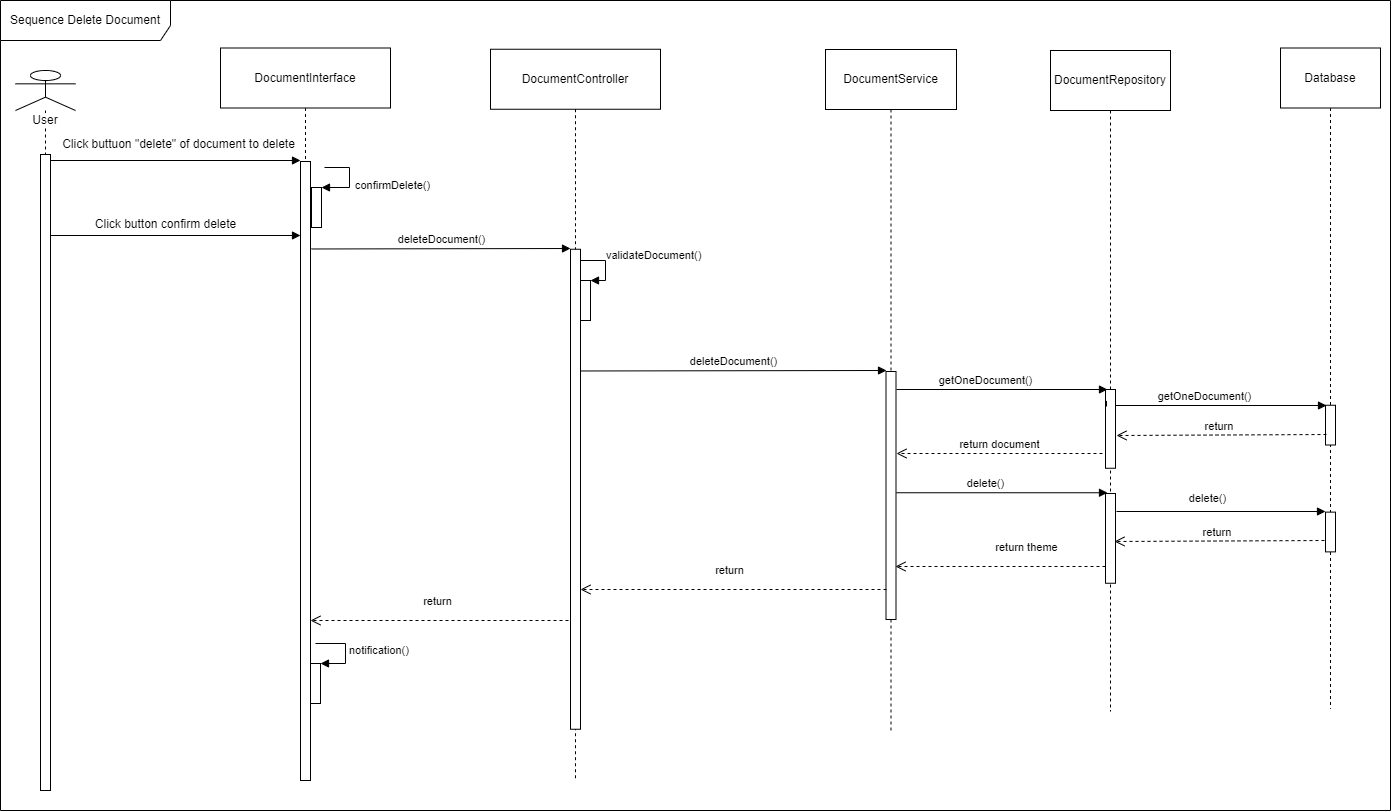 Sequence Delete Document
DocumentInterface
DocumentController
DocumentService
DocumentRepository
Database
User
Click buttuon "delete" of document to delete
confirmDelete()
Click button confirm delete
deleteDocument()
validateDocument()
deleteDocument()
getOneDocument()
getOneDocument()
return
return document
delete()
delete()
return
return theme
return
return
notification()